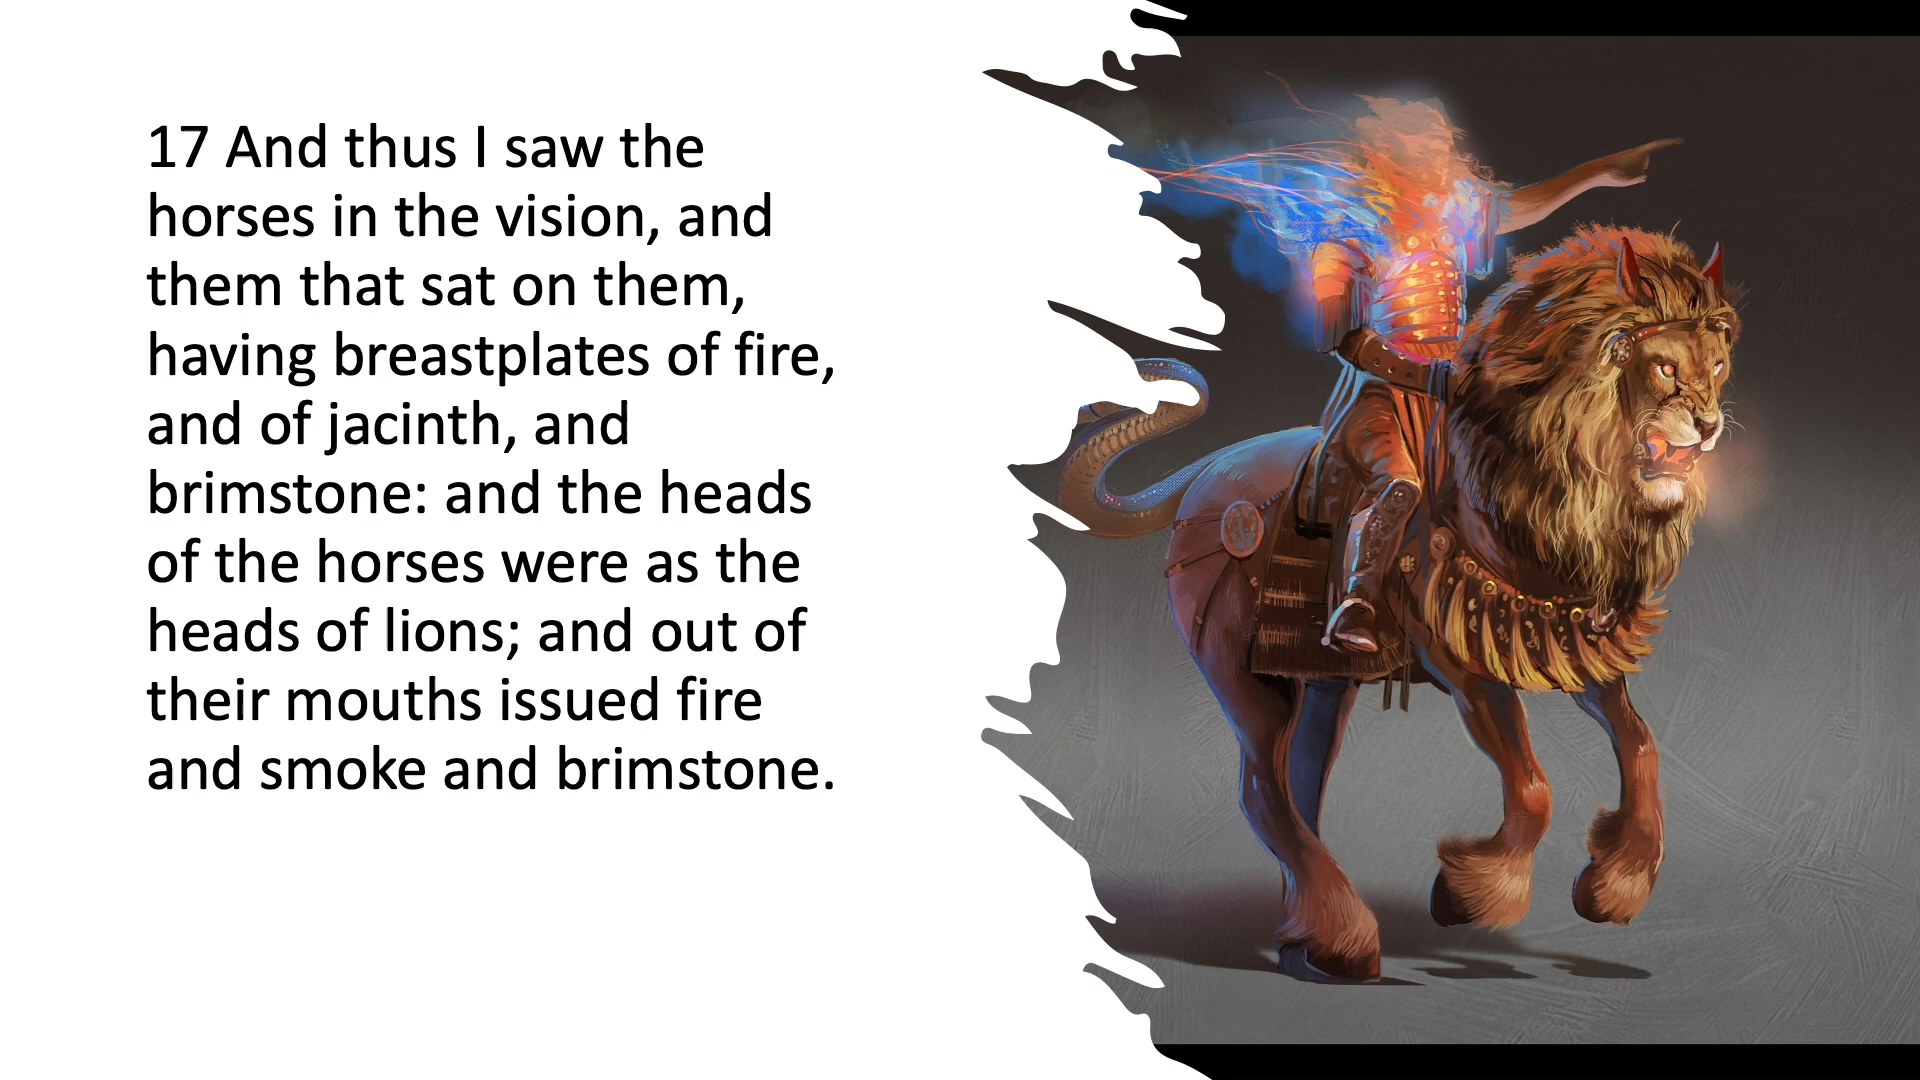 17 And thus I saw the
horses in the vision, and
them that sat on them,
having breastplates of fire,
and of jacinth, and
brimstone: and the heads
of the horses were as the
heads of lions; and out of
their mouths issued fire
and smoke and brimstone.